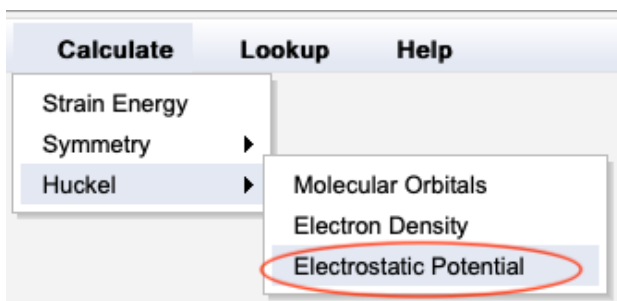 Calculate Lookup Help
Strain Energy
Symmetry
Huckel
Molecular Orbitals
Electron Density
Electrostatic Potential